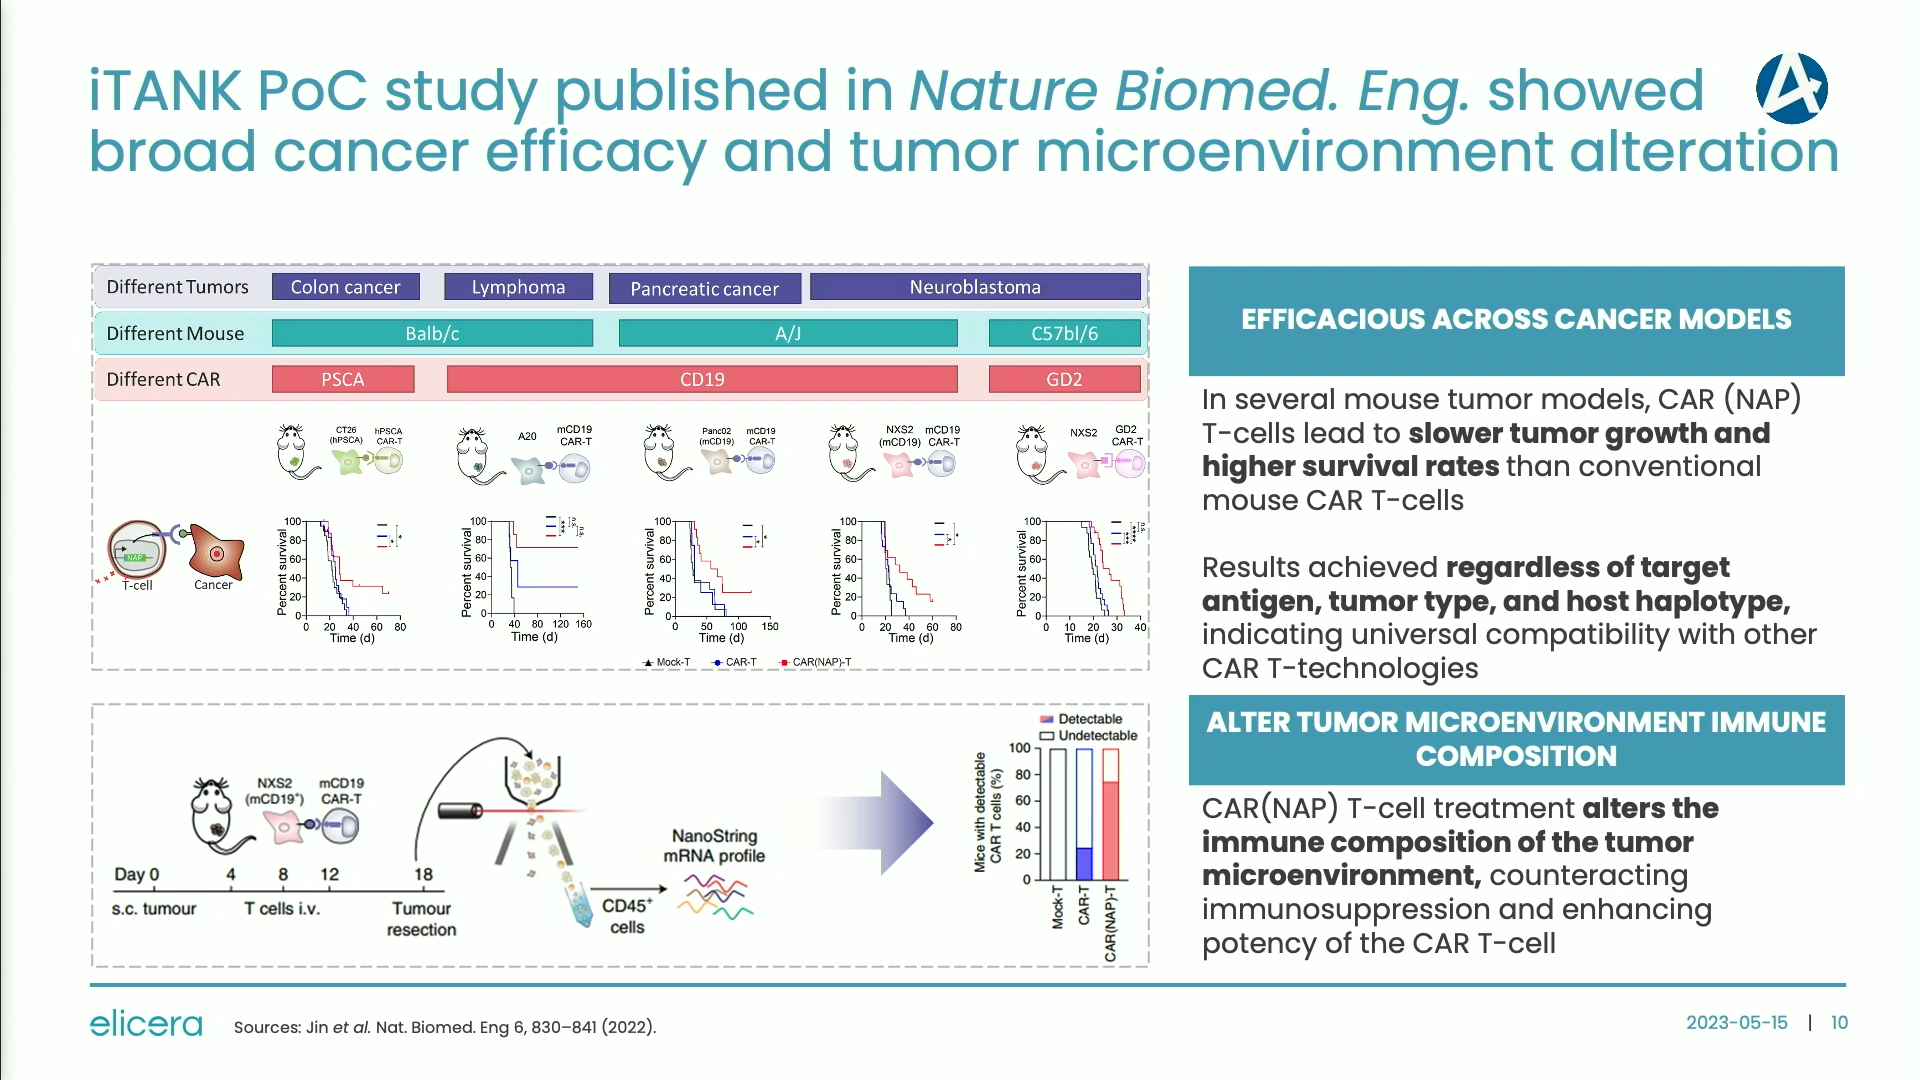 iTANK PoC study published in Nature Biomed. Eng. showed
broad cancer efficacy and tumor microenvironment alteration
Different Tumors Colon cancer Lymphoma Pancreatic cancer Neuroblastoma
Different Mouse Balb/c A/J C57bl/6
Different CAR PSCA CD19 GD2
CT26 (hPSCA) hPSCA CAR-T
A20 mCD19 CAR-T
Panc02 (mCD19) mCD19 CAR-T
NXS2 (mCD19) mCD19 CAR-T
NXS2 GD2 CAR-T
NAP
T-cell Cancer
Percent survival
100
80
60
40
20
0
0 20 40 60 80
Time (d)
Percent survival
100
80
60
40
20
0
0 40 80 120 160
Time (d)
Percent survival
100
80
60
40
20
0
0 50 100 150
Time (d)
Percent survival
100
80
60
40
20
0
0 20 40 60 80
Time (d)
Percent survival
100
80
60
40
20
0
0 10 20 30 40
Time (d)
Mock-T CAR-T CAR(NAP)-T
NXS2 mCD19
(mCD19⁺) CAR-T
Day 0 4 8 12 18
s.c. tumour T cells i.v. Tumour
resection
CD45⁺
cells
NanoString
mRNA profile
Detectable
Undetectable
Mice with detectable
CAR T cells (%)
100
80
60
40
20
0
Mock-T
CAR-T
CAR(NAP)-T
EFFICACIOUS ACROSS CANCER MODELS
In several mouse tumor models, CAR (NAP)
T-cells lead to slower tumor growth and
higher survival rates than conventional
mouse CAR T-cells
Results achieved regardless of target
antigen, tumor type, and host haplotype,
indicating universal compatibility with other
CAR T-technologies
ALTER TUMOR MICROENVIRONMENT IMMUNE
COMPOSITION
CAR(NAP) T-cell treatment alters the
immune composition of the tumor
microenvironment, counteracting
immunosuppression and enhancing
potency of the CAR T-cell
elicera
Sources: Jin et al. Nat. Biomed. Eng 6, 830–841 (2022).
2023-05-15 | 10